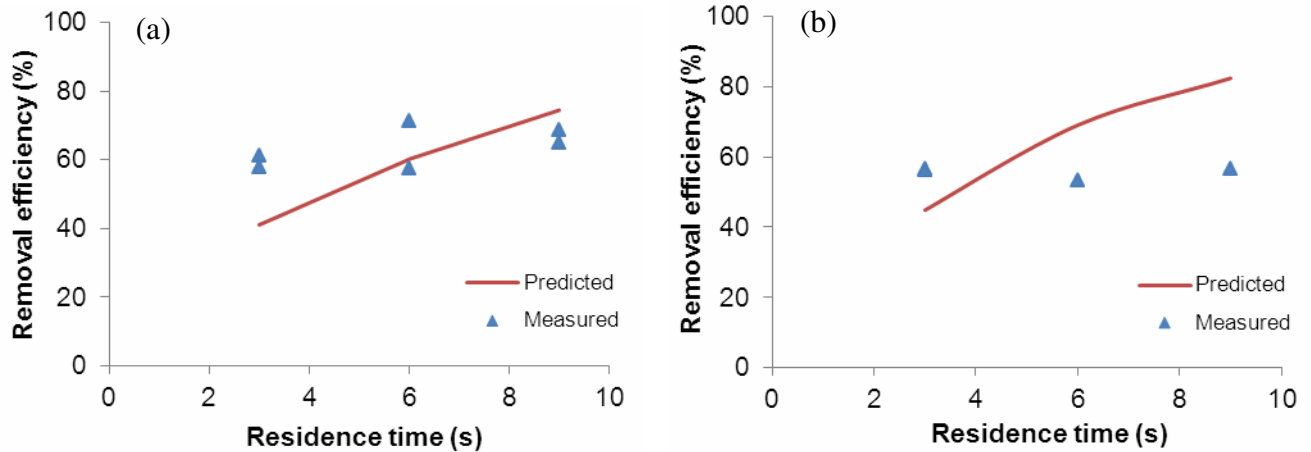 (a)
Removal efficiency (%)
100
80
60
40
20
0
0 2 4 6 8 10
Residence time (s)
Predicted
Measured
(b)
Removal efficiency (%)
100
80
60
40
20
0
0 2 4 6 8 10
Residence time (s)
Predicted
Measured